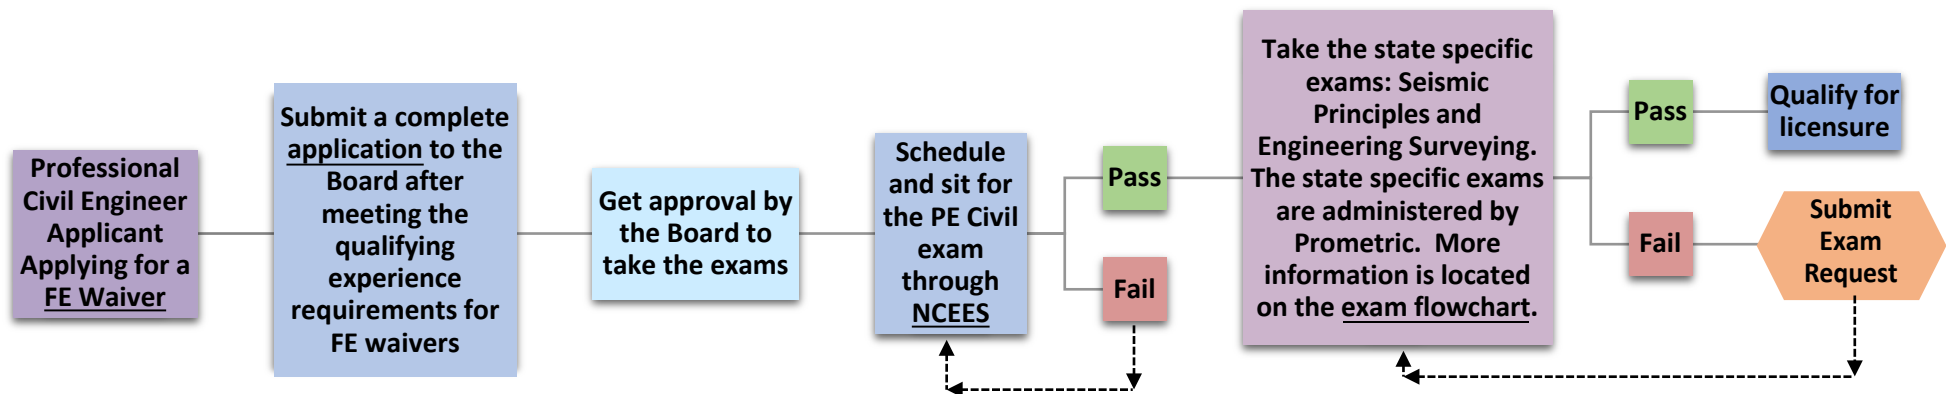 Professional
Civil Engineer
Applicant
Applying for a
FE Waiver
Submit a complete
application to the
Board after
meeting the
qualifying
experience
requirements for
FE waivers
Get approval by
the Board to
take the exams
Schedule
and sit for
the PE Civil
exam
through
NCEES
Pass
Fail
Take the state specific
exams: Seismic
Principles and
Engineering Surveying.
The state specific exams
are administered by
Prometric.  More
information is located
on the exam flowchart.
Pass
Qualify for
licensure
Fail
Submit
Exam
Request